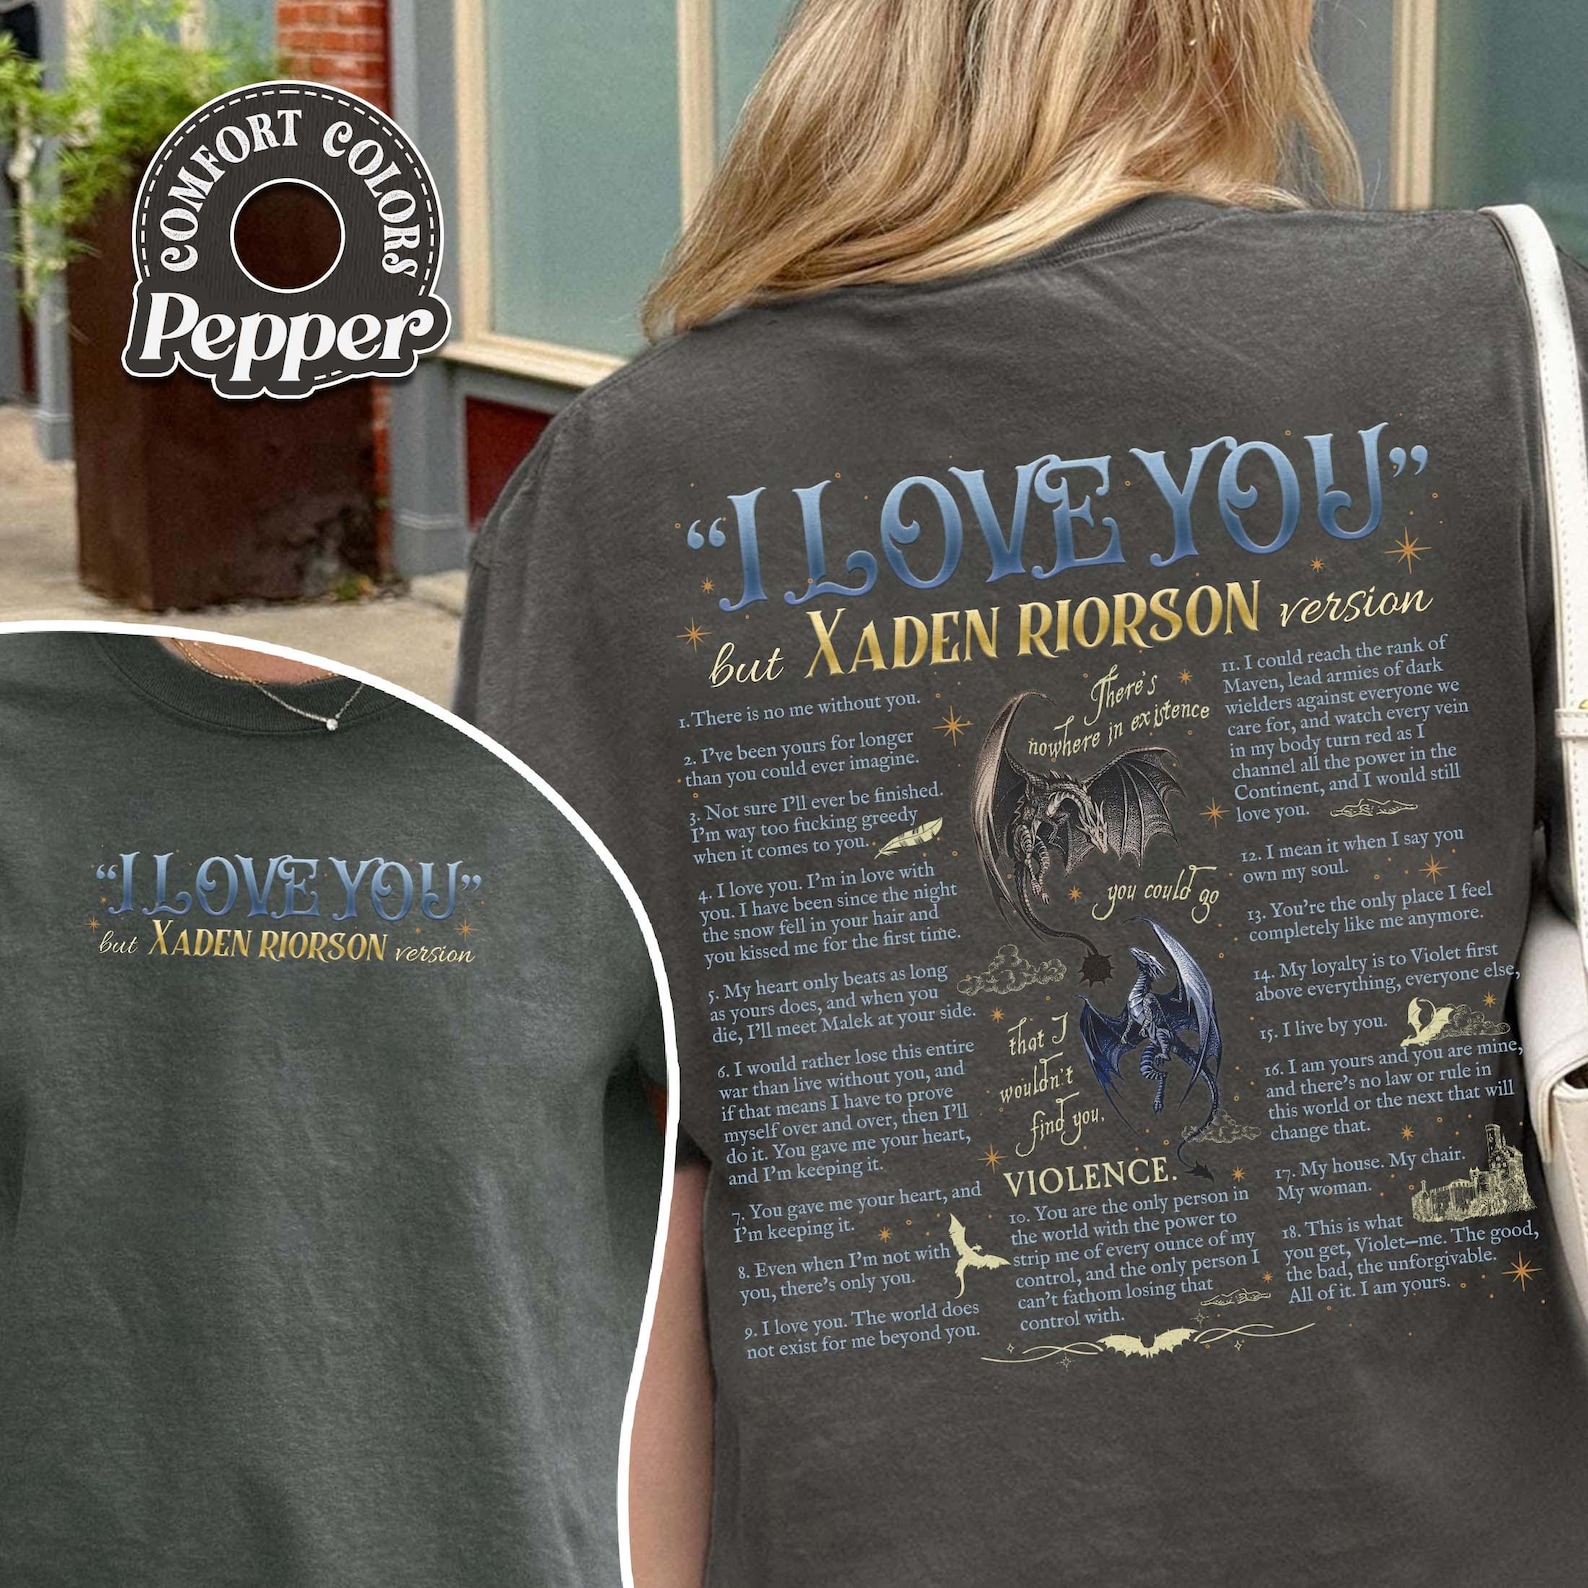 COMFORT COLORS
Pepper
“I LOVE YOU”
but XADEN RIORSON version
“I LOVE YOU”
but XADEN RIORSON version
1. There is no me without you.
2. I’ve been yours for longer
than you could ever imagine.
3. Not sure I’ll ever be finished.
I’m way too fucking greedy
when it comes to you.
4. I love you. I’m in love with
you. I have been since the night
the snow fell in your hair and
you kissed me for the first time.
5. My heart only beats as long
as yours does, and when you
die, I’ll meet Malek at your side.
6. I would rather lose this entire
war than live without you, and
if that means I have to prove
myself over and over, then I’ll
do it. You gave me your heart,
and I’m keeping it.
7. You gave me your heart, and
I’m keeping it.
8. Even when I’m not with
you, there’s only you.
9. I love you. The world does
not exist for me beyond you.
There’s
nowhere in existence
you could go
that I
wouldn’t
find you,
VIOLENCE.
10. You are the only person in
the world with the power to
strip me of every ounce of my
control, and the only person I
can’t fathom losing that
control with.
11. I could reach the rank of
Maven, lead armies of dark
wielders against everyone we
care for, and watch every vein
in my body turn red as I
channel all the power in the
Continent, and I would still
love you.
12. I mean it when I say you
own my soul.
13. You’re the only place I feel
completely like me anymore.
14. My loyalty is to Violet first
above everything, everyone else,
15. I live by you.
16. I am yours and you are mine,
and there’s no law or rule in
this world or the next that will
change that.
17. My house. My chair.
My woman.
18. This is what
you get, Violet—me. The good,
the bad, the unforgivable.
All of it. I am yours.